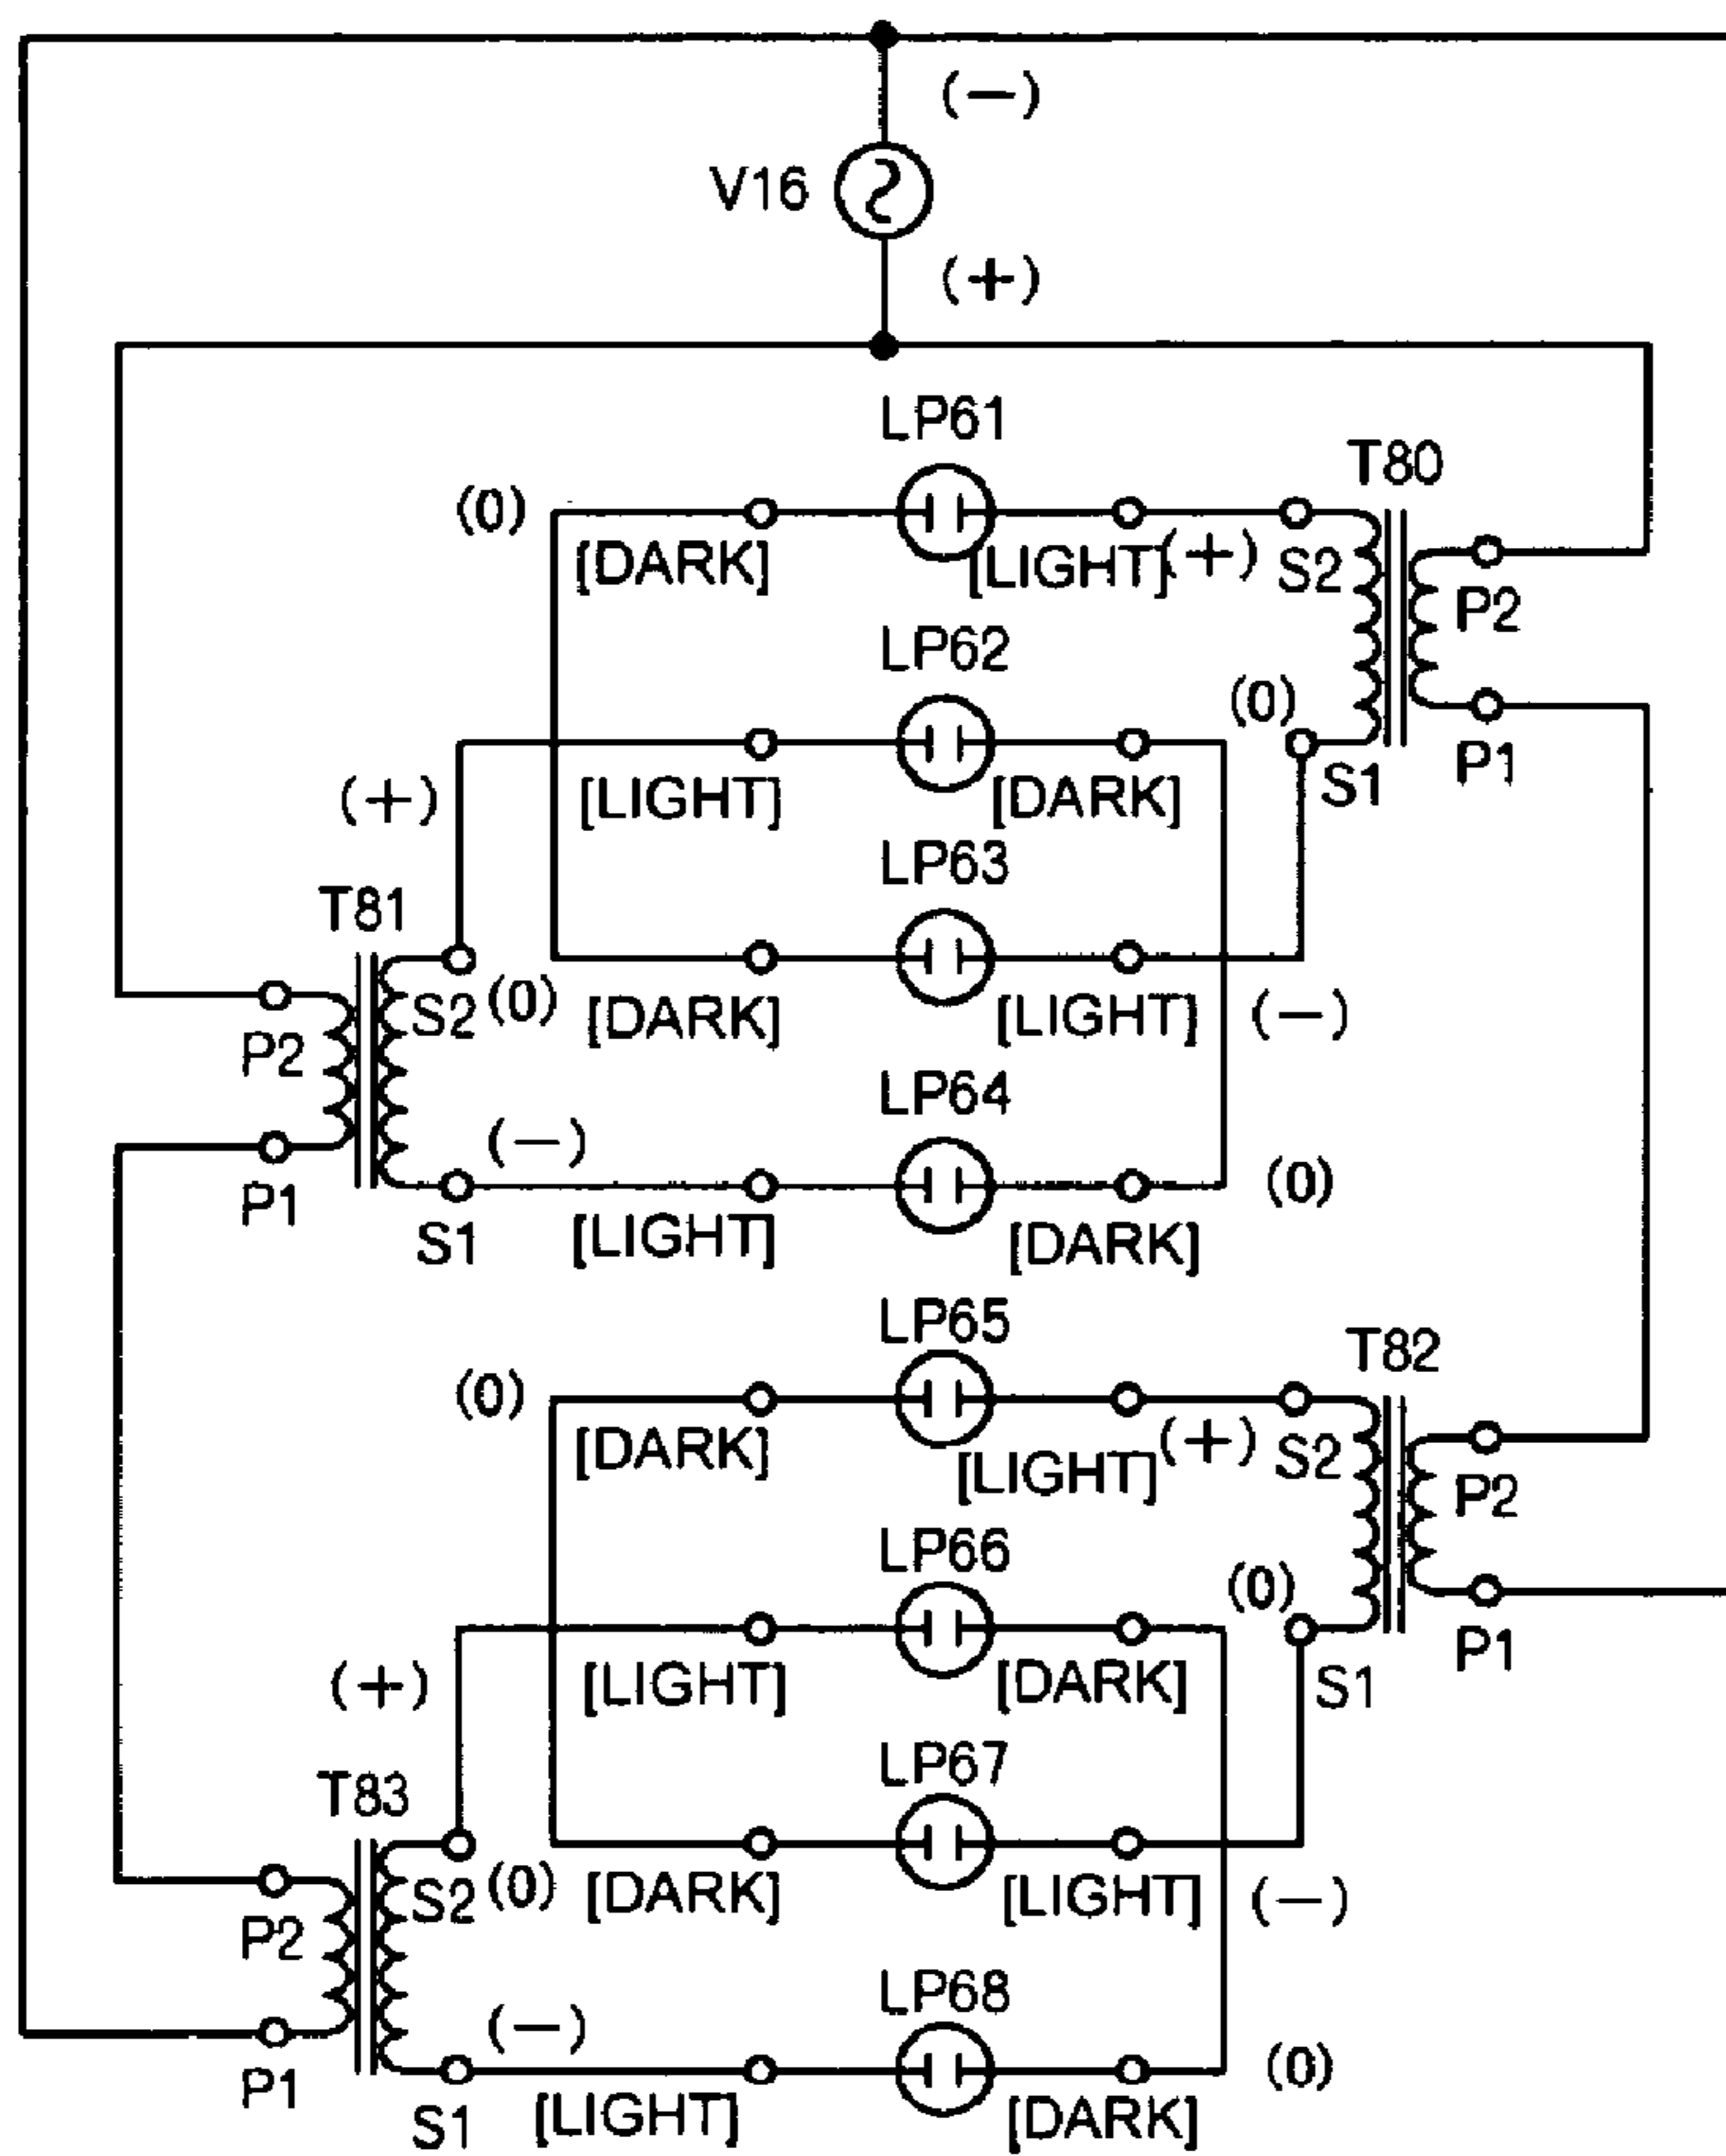 (−)
V16
(+)
LP61
T80
(0)
[DARK]
[LIGHT]
(+)
S2
P2
LP62
(0)
P1
(+)
[LIGHT]
[DARK]
S1
LP63
T81
S2
(0)
[DARK]
[LIGHT]
(−)
P2
LP64
(−)
P1
(0)
S1
[LIGHT]
[DARK]
LP65
T82
(0)
[DARK]
[LIGHT]
(+)
S2
P2
LP66
(0)
P1
(+)
[LIGHT]
[DARK]
S1
LP67
T83
S2
(0)
[DARK]
[LIGHT]
(−)
P2
LP68
(−)
(0)
P1
S1
[LIGHT]
[DARK]